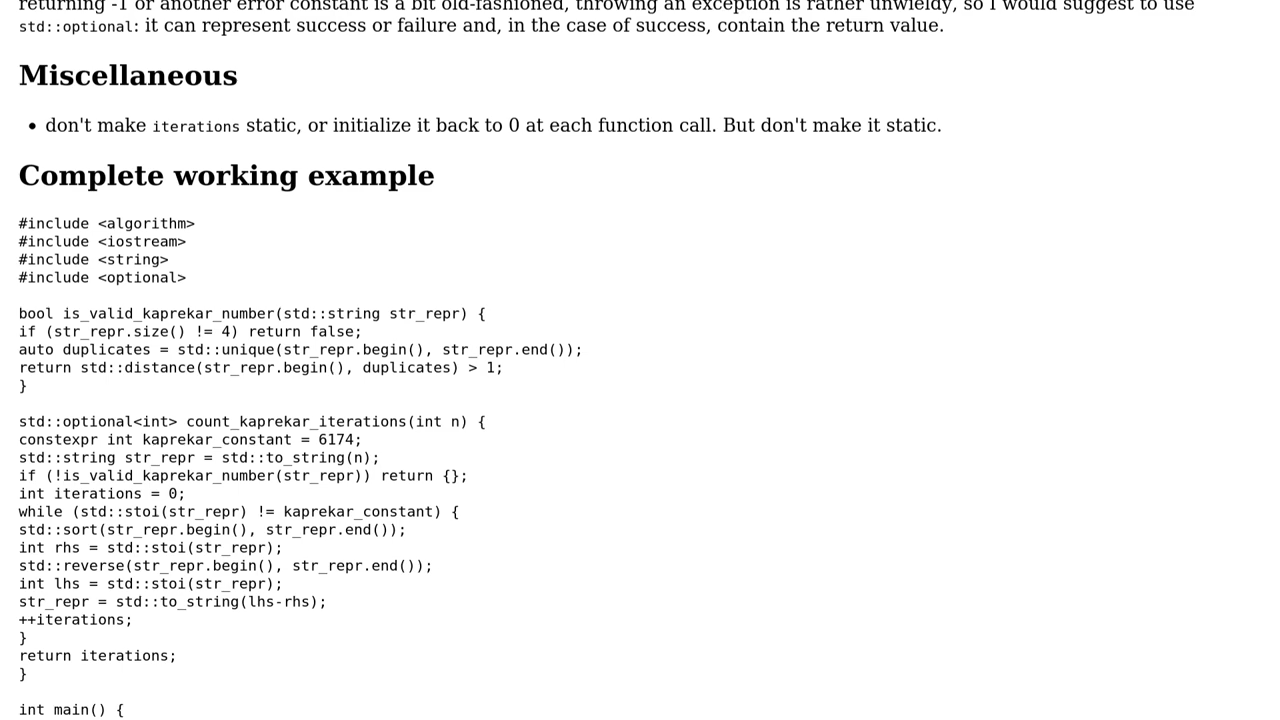 returning -1 or another error constant is a bit old-fashioned, throwing an exception is rather unwieldy, so I would suggest to use
std::optional: it can represent success or failure and, in the case of success, contain the return value.
Miscellaneous
• don't make iterations static, or initialize it back to 0 at each function call. But don't make it static.
Complete working example
#include <algorithm>
#include <iostream>
#include <string>
#include <optional>
bool is_valid_kaprekar_number(std::string str_repr) {
if (str_repr.size() != 4) return false;
auto duplicates = std::unique(str_repr.begin(), str_repr.end());
return std::distance(str_repr.begin(), duplicates) > 1;
}
std::optional<int> count_kaprekar_iterations(int n) {
constexpr int kaprekar_constant = 6174;
std::string str_repr = std::to_string(n);
if (!is_valid_kaprekar_number(str_repr)) return {};
int iterations = 0;
while (std::stoi(str_repr) != kaprekar_constant) {
std::sort(str_repr.begin(), str_repr.end());
int rhs = std::stoi(str_repr);
std::reverse(str_repr.begin(), str_repr.end());
int lhs = std::stoi(str_repr);
str_repr = std::to_string(lhs-rhs);
++iterations;
}
return iterations;
}
int main() {